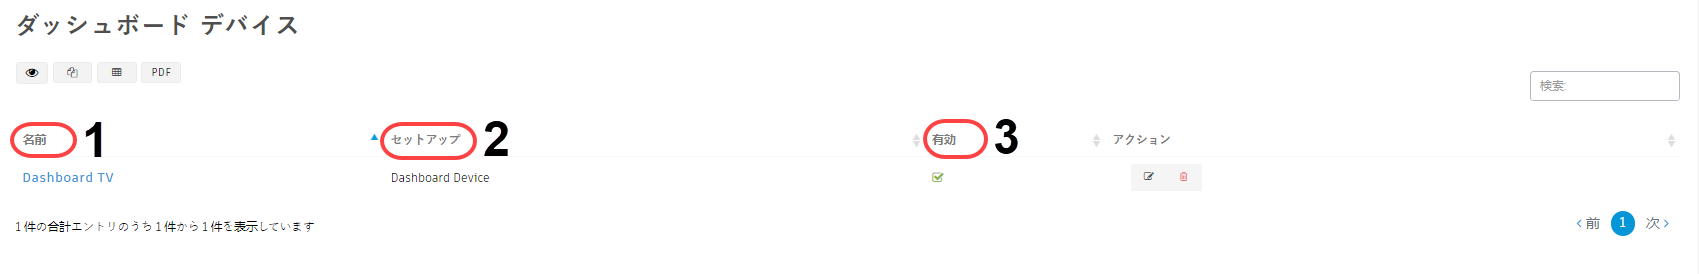 ダッシュボード デバイス
PDF
検索:
名前 1 セットアップ 2 有効 3 アクション
Dashboard TV Dashboard Device
1 件の合計エントリのうち 1 件から 1 件を表示しています
前 1 次